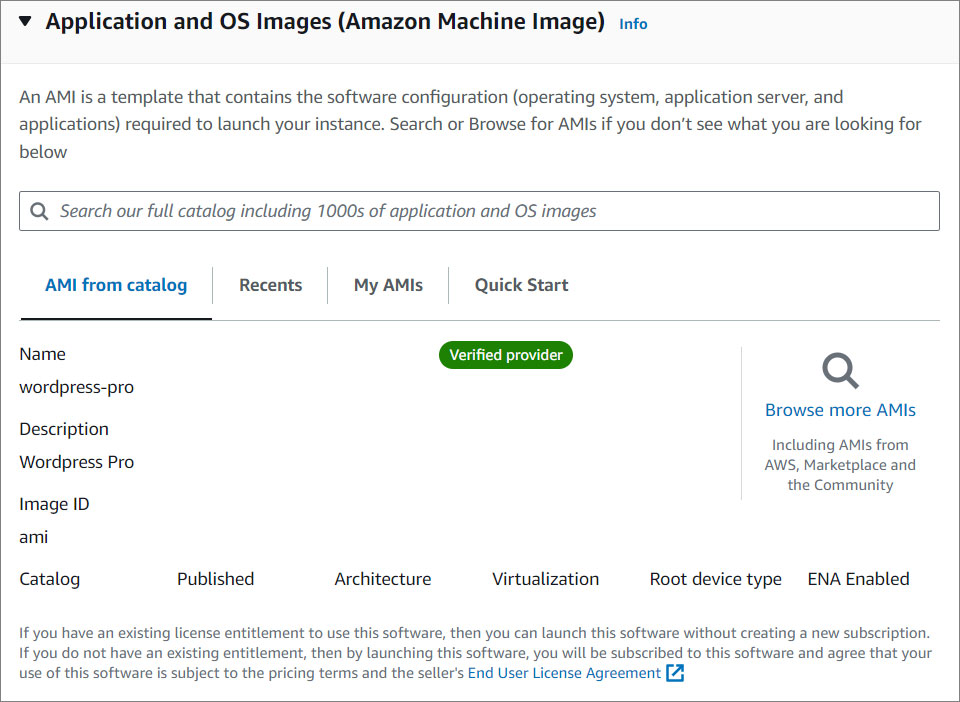 Application and OS Images (Amazon Machine Image) Info
An AMI is a template that contains the software configuration (operating system, application server, and
applications) required to launch your instance. Search or Browse for AMIs if you don’t see what you are looking for
below
Search our full catalog including 1000s of application and OS images
AMI from catalog Recents My AMIs Quick Start
Name
wordpress-pro
Verified provider
Description
Wordpress Pro
Image ID
ami
Browse more AMIs
Including AMIs from
AWS, Marketplace and
the Community
Catalog Published Architecture Virtualization Root device type ENA Enabled
If you have an existing license entitlement to use this software, then you can launch this software without creating a new subscription.
If you do not have an existing entitlement, then by launching this software, you will be subscribed to this software and agree that your
use of this software is subject to the pricing terms and the seller's End User License Agreement